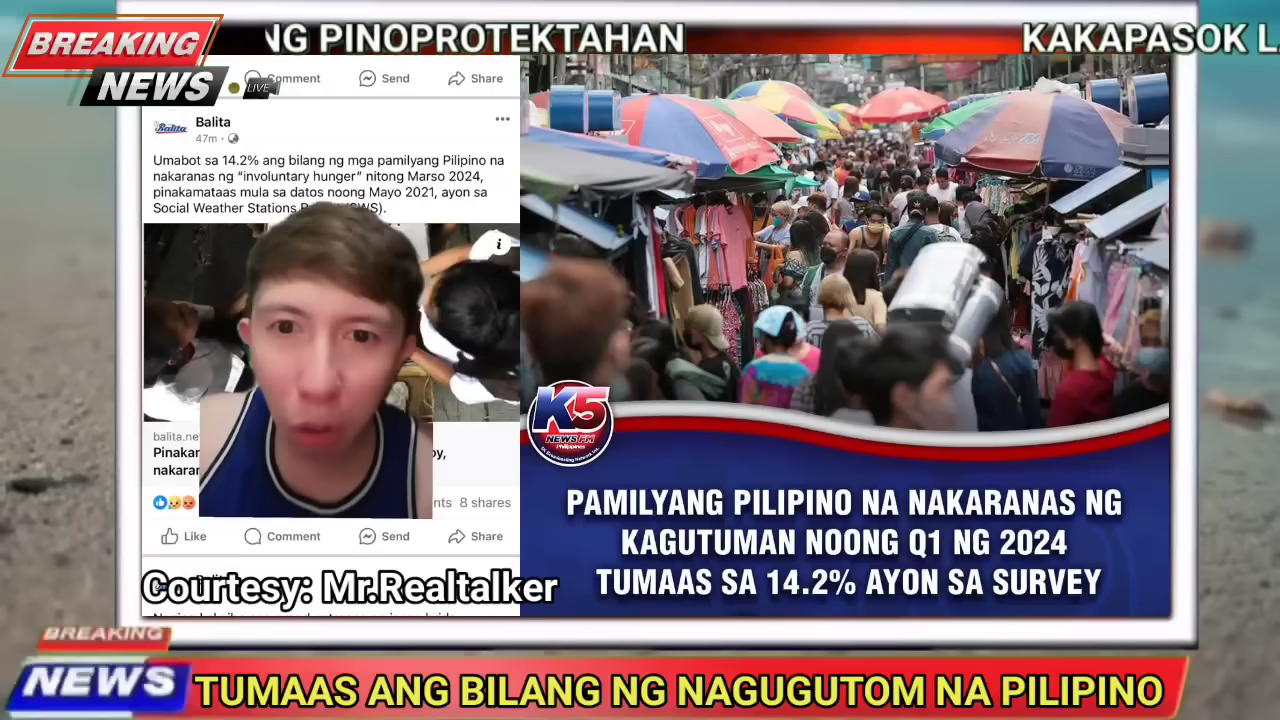 BREAKING
NEWS
LIVE
NG PINOPROTEKTAHAN
KAKAPASOK
Comment
Send
Share
Balita
Balita
47m
Umabot sa 14.2% ang bilang ng mga pamilyang Pilipino na
nakaranas ng “involuntary hunger” nitong Marso 2024,
pinakamataas mula sa datos noong Mayo 2021, ayon sa
Social Weather Stations
8 shares
Like
Comment
Send
Share
Courtesy: Mr.Realtalker
K5
NEWS FM
Philippines
PAMILYANG PILIPINO NA NAKARANAS NG
KAGUTUMAN NOONG Q1 NG 2024
TUMAAS SA 14.2% AYON SA SURVEY
BREAKING
NEWS
TUMAAS ANG BILANG NG NAGUGUTOM NA PILIPINO